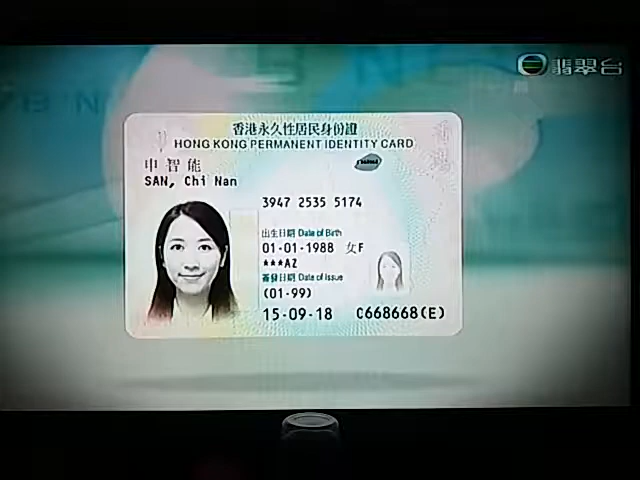 翡翠台
香港永久性居民身份證
HONG KONG PERMANENT IDENTITY CARD
申智能
SAN, Chi Nan
3947 2535 5174
出生日期 Date of Birth
01-01-1988 女F
***AZ
簽發日期 Date of Issue
(01-99)
15-09-18 C668668(E)